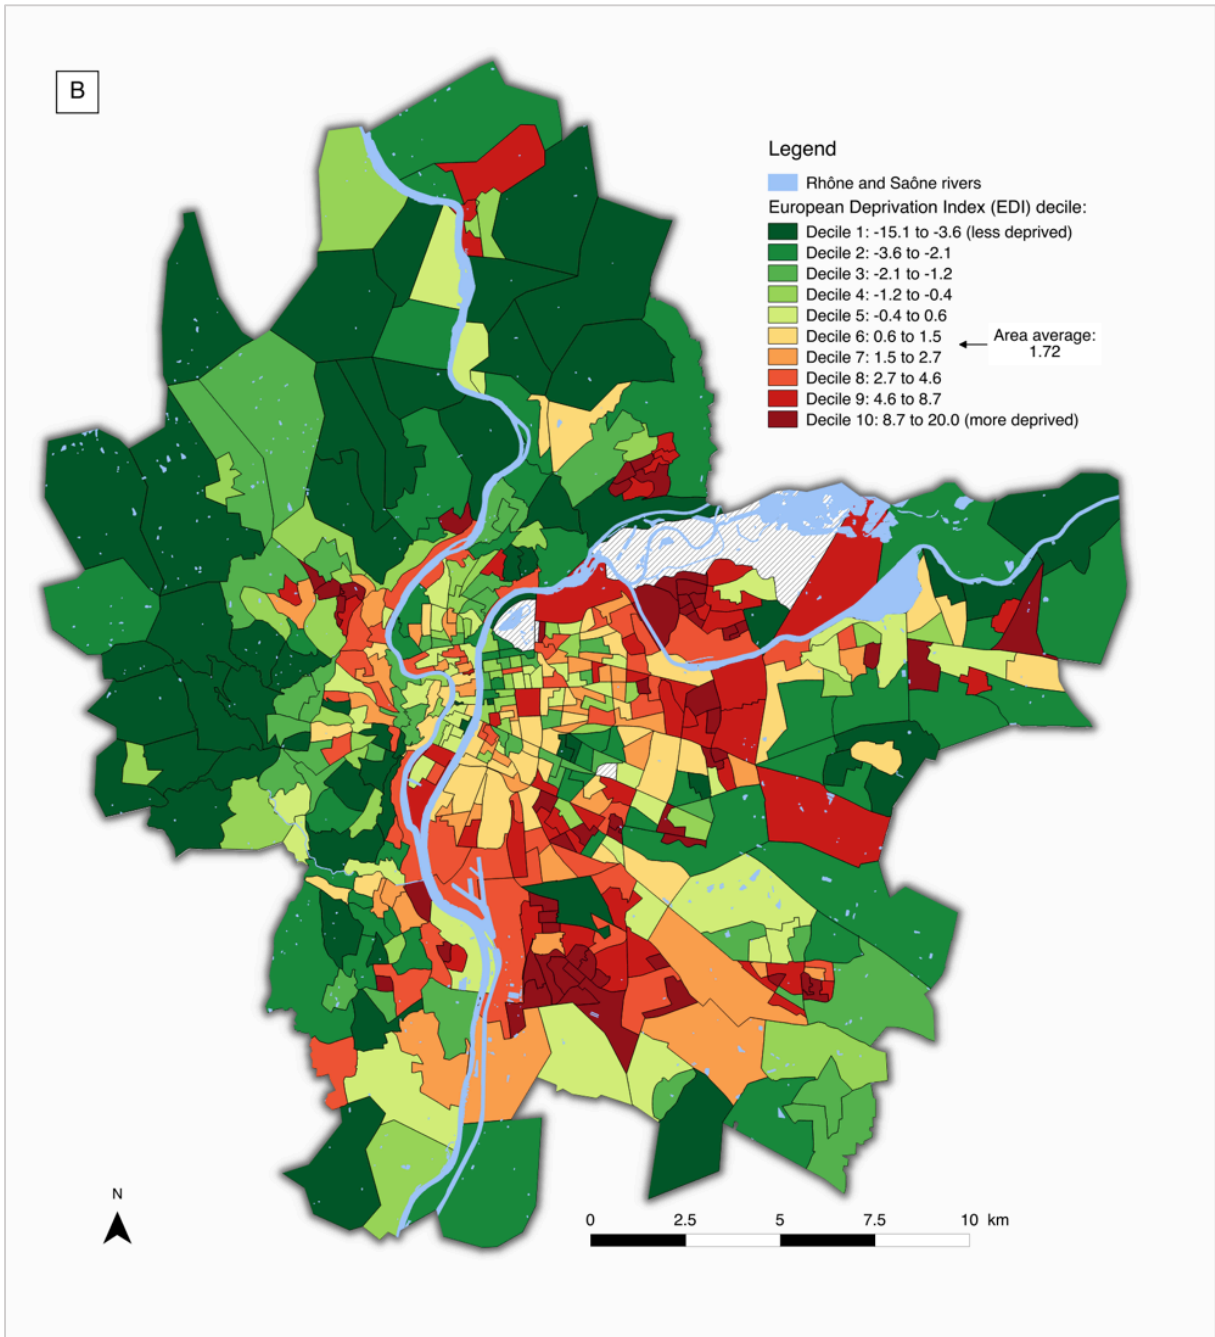 B
Legend
Rhône and Saône rivers
European Deprivation Index (EDI) decile:
Decile 1: -15.1 to -3.6 (less deprived)
Decile 2: -3.6 to -2.1
Decile 3: -2.1 to -1.2
Decile 4: -1.2 to -0.4
Decile 5: -0.4 to 0.6
Decile 6: 0.6 to 1.5
Decile 7: 1.5 to 2.7
Decile 8: 2.7 to 4.6
Decile 9: 4.6 to 8.7
Decile 10: 8.7 to 20.0 (more deprived)
Area average:
1.72
N
0 2.5 5 7.5 10 km